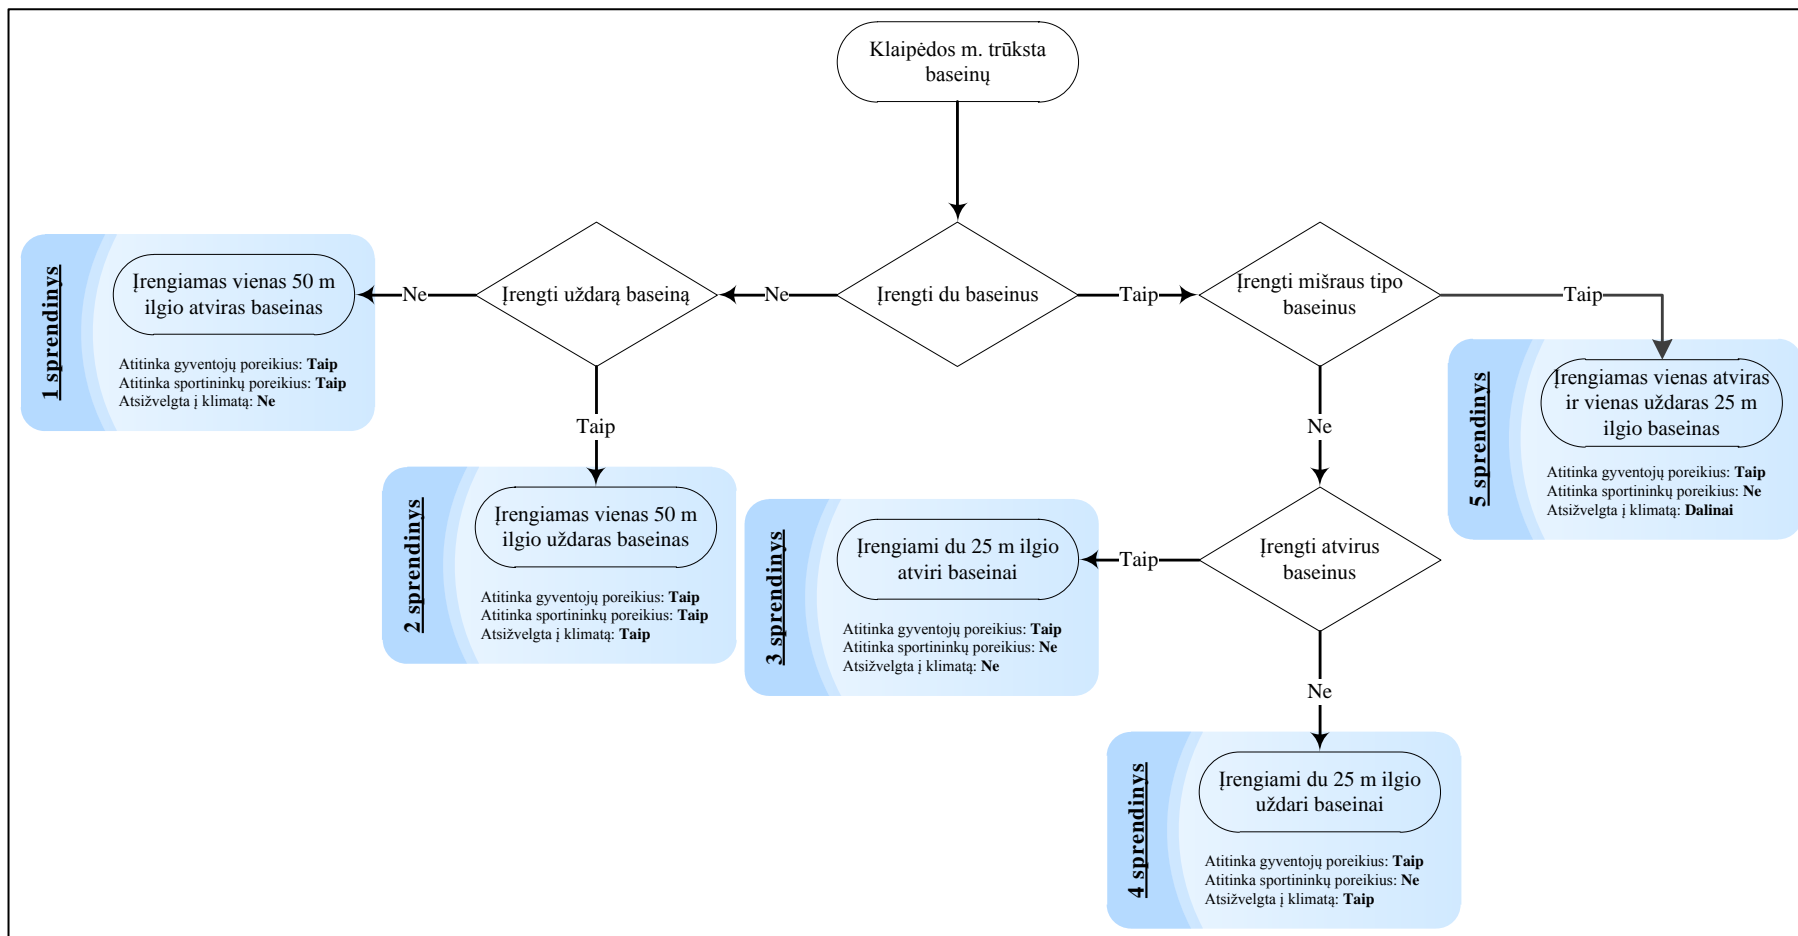 Klaipėdos m. trūksta
baseinų
Įrengti du baseinus
Ne
Taip
Įrengti uždarą baseiną
Ne
Taip
1 sprendinys
Įrengiamas vienas 50 m
ilgio atviras baseinas
Atitinka gyventojų poreikius: Taip
Atitinka sportininkų poreikius: Taip
Atsižvelgta į klimatą: Ne
2 sprendinys
Įrengiamas vienas 50 m
ilgio uždaras baseinas
Atitinka gyventojų poreikius: Taip
Atitinka sportininkų poreikius: Taip
Atsižvelgta į klimatą: Taip
Įrengti mišraus tipo
baseinus
Taip
Ne
5 sprendinys
Įrengiamas vienas atviras
ir vienas uždaras 25 m
ilgio baseinas
Atitinka gyventojų poreikius: Taip
Atitinka sportininkų poreikius: Ne
Atsižvelgta į klimatą: Dalinai
Įrengti atvirus
baseinus
Taip
Ne
3 sprendinys
Įrengiami du 25 m ilgio
atviri baseinai
Atitinka gyventojų poreikius: Taip
Atitinka sportininkų poreikius: Ne
Atsižvelgta į klimatą: Ne
4 sprendinys
Įrengiami du 25 m ilgio
uždari baseinai
Atitinka gyventojų poreikius: Taip
Atitinka sportininkų poreikius: Ne
Atsižvelgta į klimatą: Taip